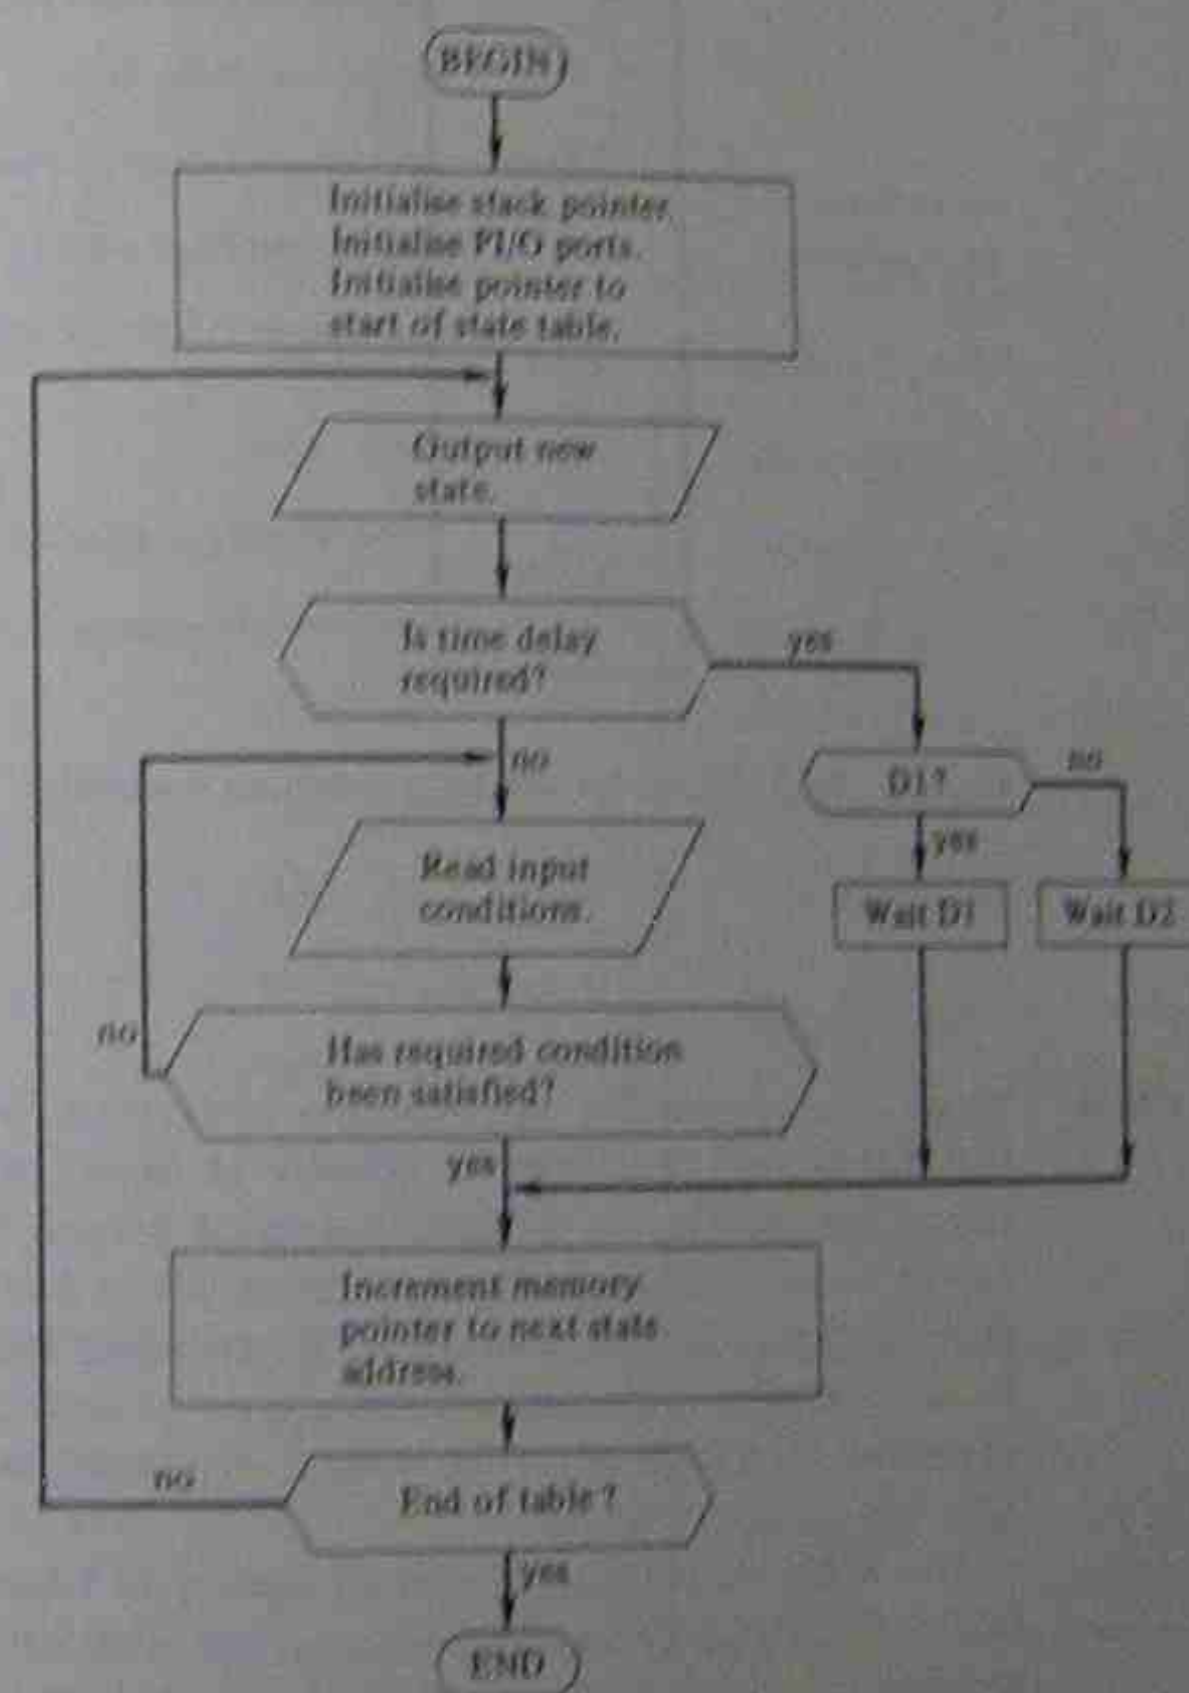 BEGIN
Initialise stack pointer.
Initialise PI/O ports.
Initialise pointer to
start of state table.
Output new
state.
Is time delay
required?
yes
no
D1?
no
yes
Read input
conditions.
Wait D1
Wait D2
no
Has required condition
been satisfied?
yes
Increment memory
pointer to next state
address.
no
End of table?
yes
END